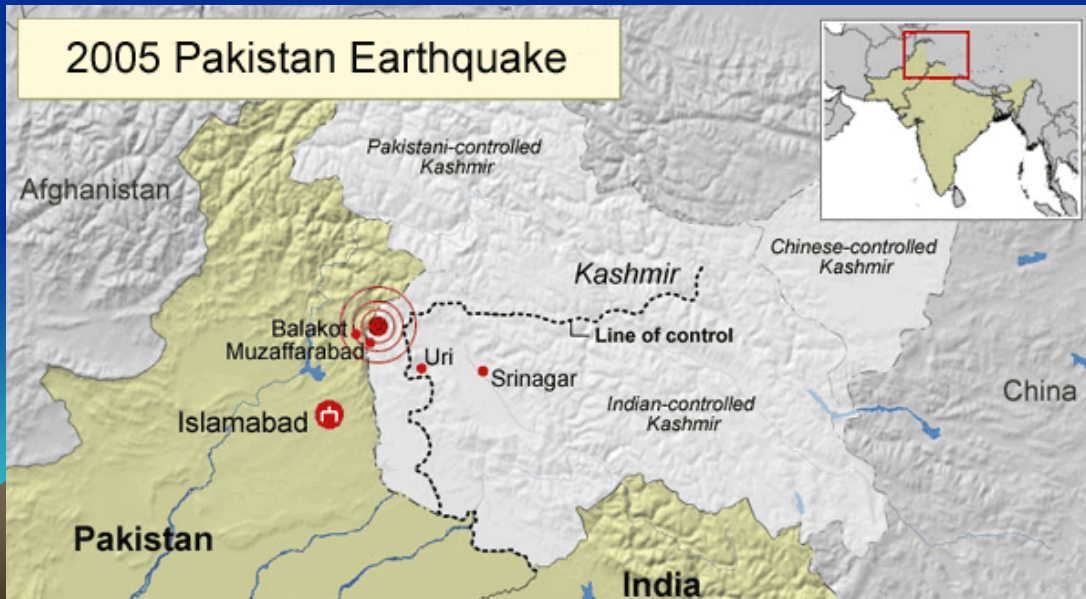 2005 Pakistan Earthquake
Pakistani-controlled
Kashmir
Afghanistan
Chinese-controlled
Kashmir
Kashmir
Balakot
Muzaffarabad
Line of control
Uri
Srinagar
China
Indian-controlled
Kashmir
Islamabad
Pakistan
India